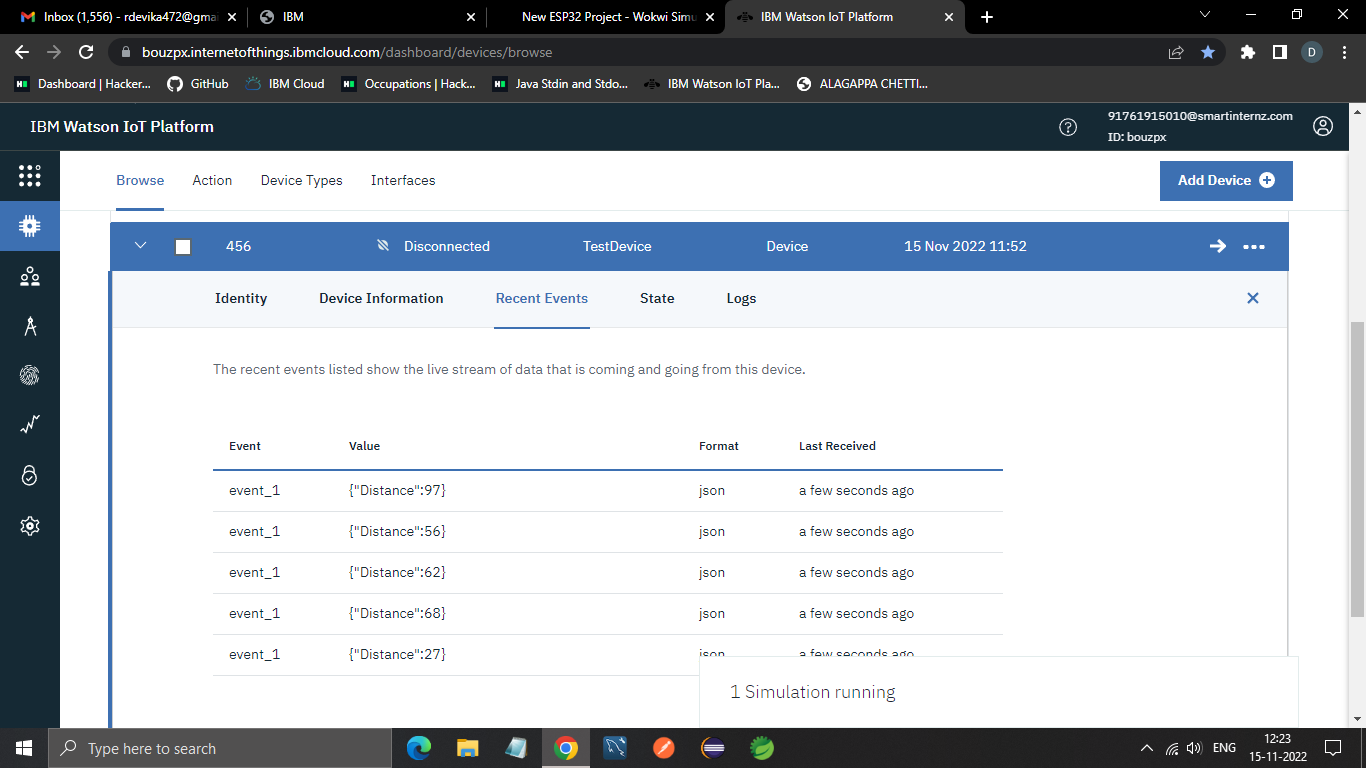 Inbox (1,556) - rdevika472@gmai
IBM
New ESP32 Project - Wokwi Simu
IBM Watson IoT Platform
bouzpx.internetofthings.ibmcloud.com/dashboard/devices/browse
D
Dashboard | Hacker...
GitHub
IBM Cloud
Occupations | Hack...
Java Stdin and Stdo...
IBM Watson IoT Pla...
ALAGAPPA CHETTI...
IBM Watson IoT Platform
91761915010@smartinternz.com
ID: bouzpx
Browse Action Device Types Interfaces
Add Device
456 Disconnected TestDevice Device 15 Nov 2022 11:52
Identity Device Information Recent Events State Logs
The recent events listed show the live stream of data that is coming and going from this device.
Event Value Format Last Received
event_1 {"Distance":97} json a few seconds ago
event_1 {"Distance":56} json a few seconds ago
event_1 {"Distance":62} json a few seconds ago
event_1 {"Distance":68} json a few seconds ago
event_1 {"Distance":27} json a few seconds ago
1 Simulation running
Type here to search
ENG
12:23
15-11-2022